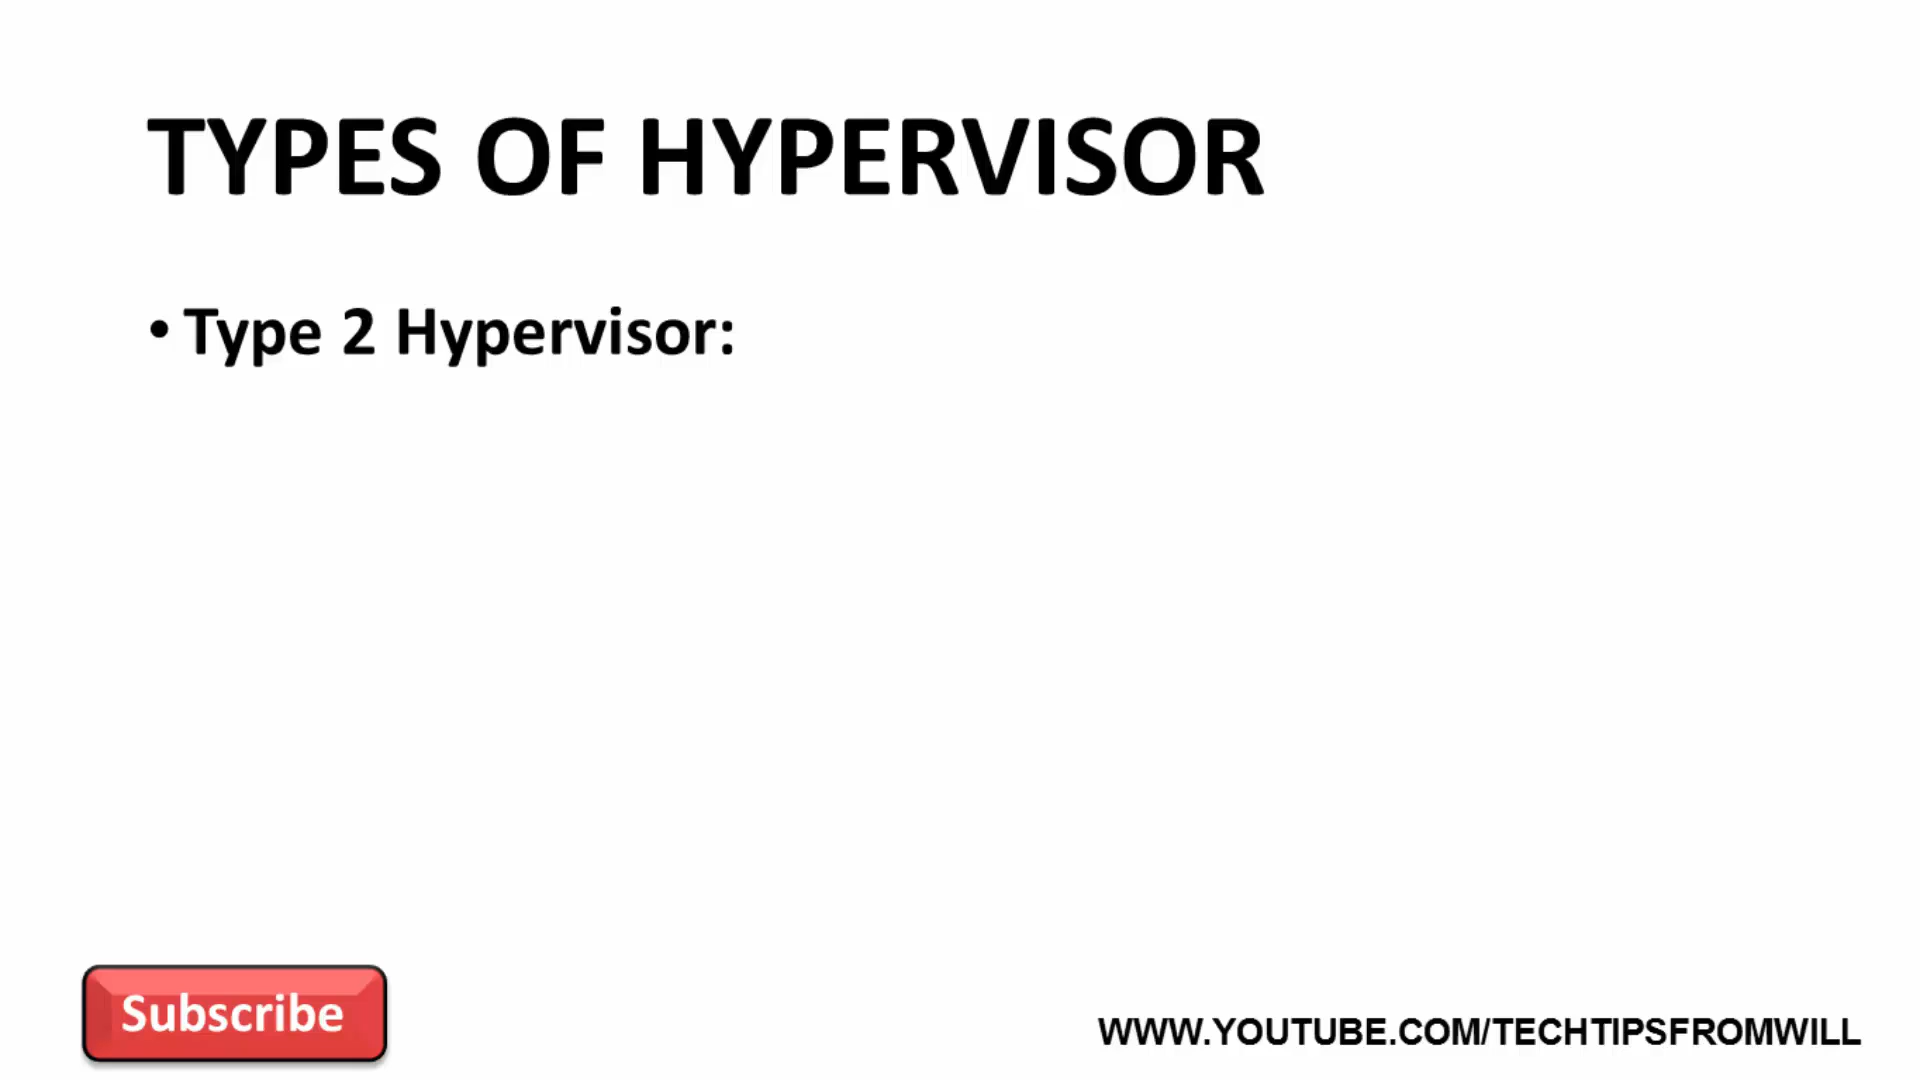 TYPES OF HYPERVISOR
• Type 2 Hypervisor:
Subscribe
WWW.YOUTUBE.COM/TECHTIPSFROMWILL